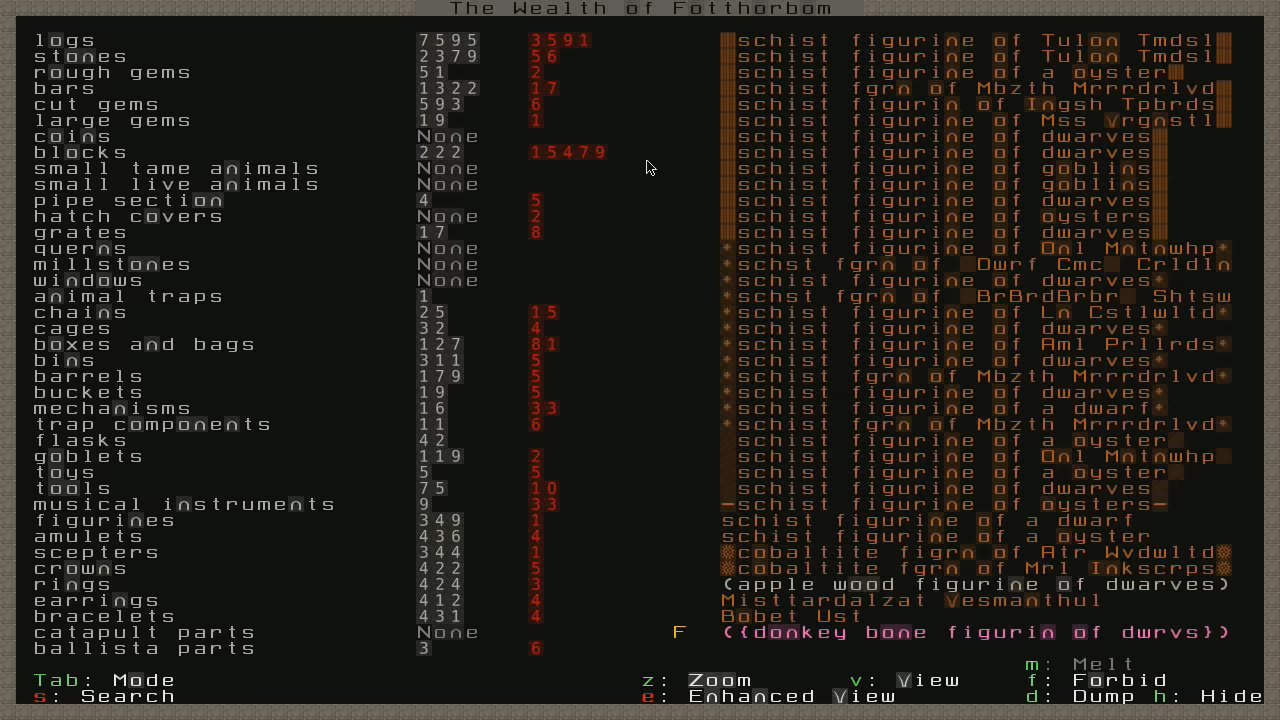 The Wealth of Fotthorbom
logs 7595 3591
stones 2379 56
rough gems 51 2
bars 1322 17
cut gems 593 6
large gems 19 1
coins None
blocks 222 15479
small tame animals None
small live animals None
pipe section 4 5
hatch covers None 2
grates 17 8
querns None
millstones None
windows None
animal traps 1
chains 25 15
cages 32 4
boxes and bags 127 81
bins 311 5
barrels 179 5
buckets 19 5
mechanisms 16 33
trap components 11 6
flasks 42
goblets 119 2
toys 5 5
tools 75 10
musical instruments 9 33
figurines 349 1
amulets 436 4
scepters 344 1
crowns 422 5
rings 424 3
earrings 412 4
bracelets 431 4
catapult parts None
ballista parts 3 6
schist figurine of Tulon Tmdsl
schist figurine of Tulon Tmdsl
schist figurine of a oyster
schist fgrn of Mbzth Mrrrdrlvd
schist figurin of Ingsh Tpbrds
schist figurine of Mss Vrgnstl
schist figurine of dwarves
schist figurine of dwarves
schist figurine of goblins
schist figurine of goblins
schist figurine of dwarves
schist figurine of oysters
schist figurine of dwarves
*schist figurine of Onl Mntnwhp*
*schst fgrn of Dwrf Cmc Crldln
*schist figurine of dwarves*
*schst fgrn of BrBrdBrbr Shtsw
*schist figurine of Ln Cstlwltd*
*schist figurine of dwarves*
*schist figurine of Aml Prllrds*
*schist figurine of dwarves*
*schist fgrn of Mbzth Mrrrdrlvd*
*schist figurine of dwarves*
*schist figurine of a dwarf*
*schist fgrn of Mbzth Mrrrdrlvd*
schist figurine of a oyster
schist figurine of Onl Mntnwhp
schist figurine of a oyster
schist figurine of dwarves
–schist figurine of oysters–
schist figurine of a dwarf
schist figurine of a oyster
☼cobaltite figrn of Atr Wvdwltd☼
☼cobaltite fgrn of Mrl Inkscrps☼
(apple wood figurine of dwarves)
Misttardalzat Vesmanthul
Bobet Ust
F ({donkey bone figurin of dwrvs})
m: Melt
Tab: Mode z: Zoom v: View f: Forbid
s: Search e: Enhanced View d: Dump h: Hide